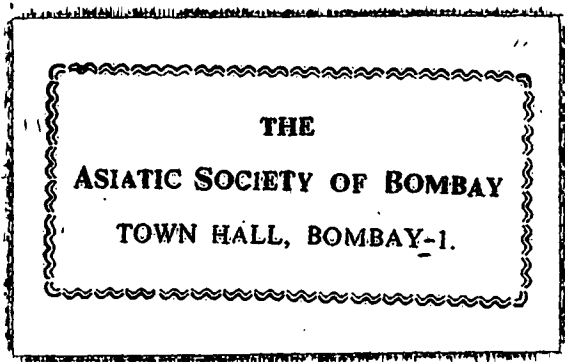 THE
ASIATIC SOCIETY OF BOMBAY
TOWN HALL, BOMBAY-1.